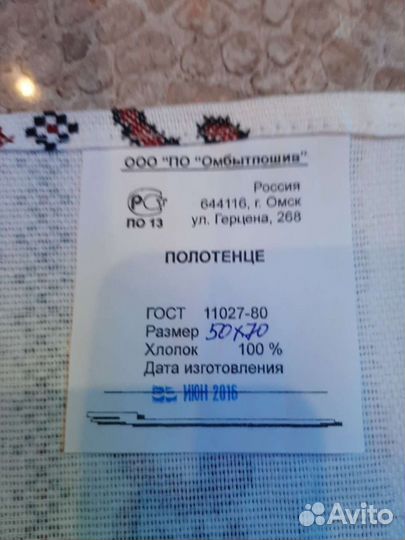 ООО "ПО "Омбытпошив"
Россия
644116, г. Омск
ул. Герцена, 268
РСТ
ПО 13
ПОЛОТЕНЦЕ
ГОСТ 11027-80
Размер 50х70
Хлопок 100 %
Дата изготовления
ИЮН 2016
Avito